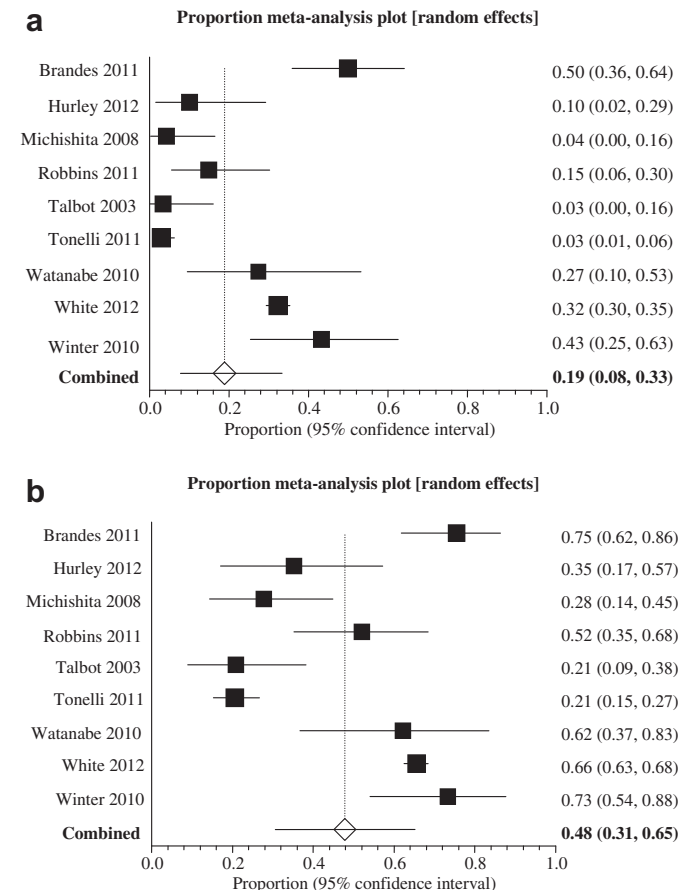 a
Proportion meta-analysis plot [random effects]
Brandes 2011 0.50 (0.36, 0.64)
Hurley 2012 0.10 (0.02, 0.29)
Michishita 2008 0.04 (0.00, 0.16)
Robbins 2011 0.15 (0.06, 0.30)
Talbot 2003 0.03 (0.00, 0.16)
Tonelli 2011 0.03 (0.01, 0.06)
Watanabe 2010 0.27 (0.10, 0.53)
White 2012 0.32 (0.30, 0.35)
Winter 2010 0.43 (0.25, 0.63)
Combined 0.19 (0.08, 0.33)
0.0 0.2 0.4 0.6 0.8 1.0
Proportion (95% confidence interval)
b
Proportion meta-analysis plot [random effects]
Brandes 2011 0.75 (0.62, 0.86)
Hurley 2012 0.35 (0.17, 0.57)
Michishita 2008 0.28 (0.14, 0.45)
Robbins 2011 0.52 (0.35, 0.68)
Talbot 2003 0.21 (0.09, 0.38)
Tonelli 2011 0.21 (0.15, 0.27)
Watanabe 2010 0.62 (0.37, 0.83)
White 2012 0.66 (0.63, 0.68)
Winter 2010 0.73 (0.54, 0.88)
Combined 0.48 (0.31, 0.65)
0.0 0.2 0.4 0.6 0.8 1.0
Proportion (95% confidence interval)